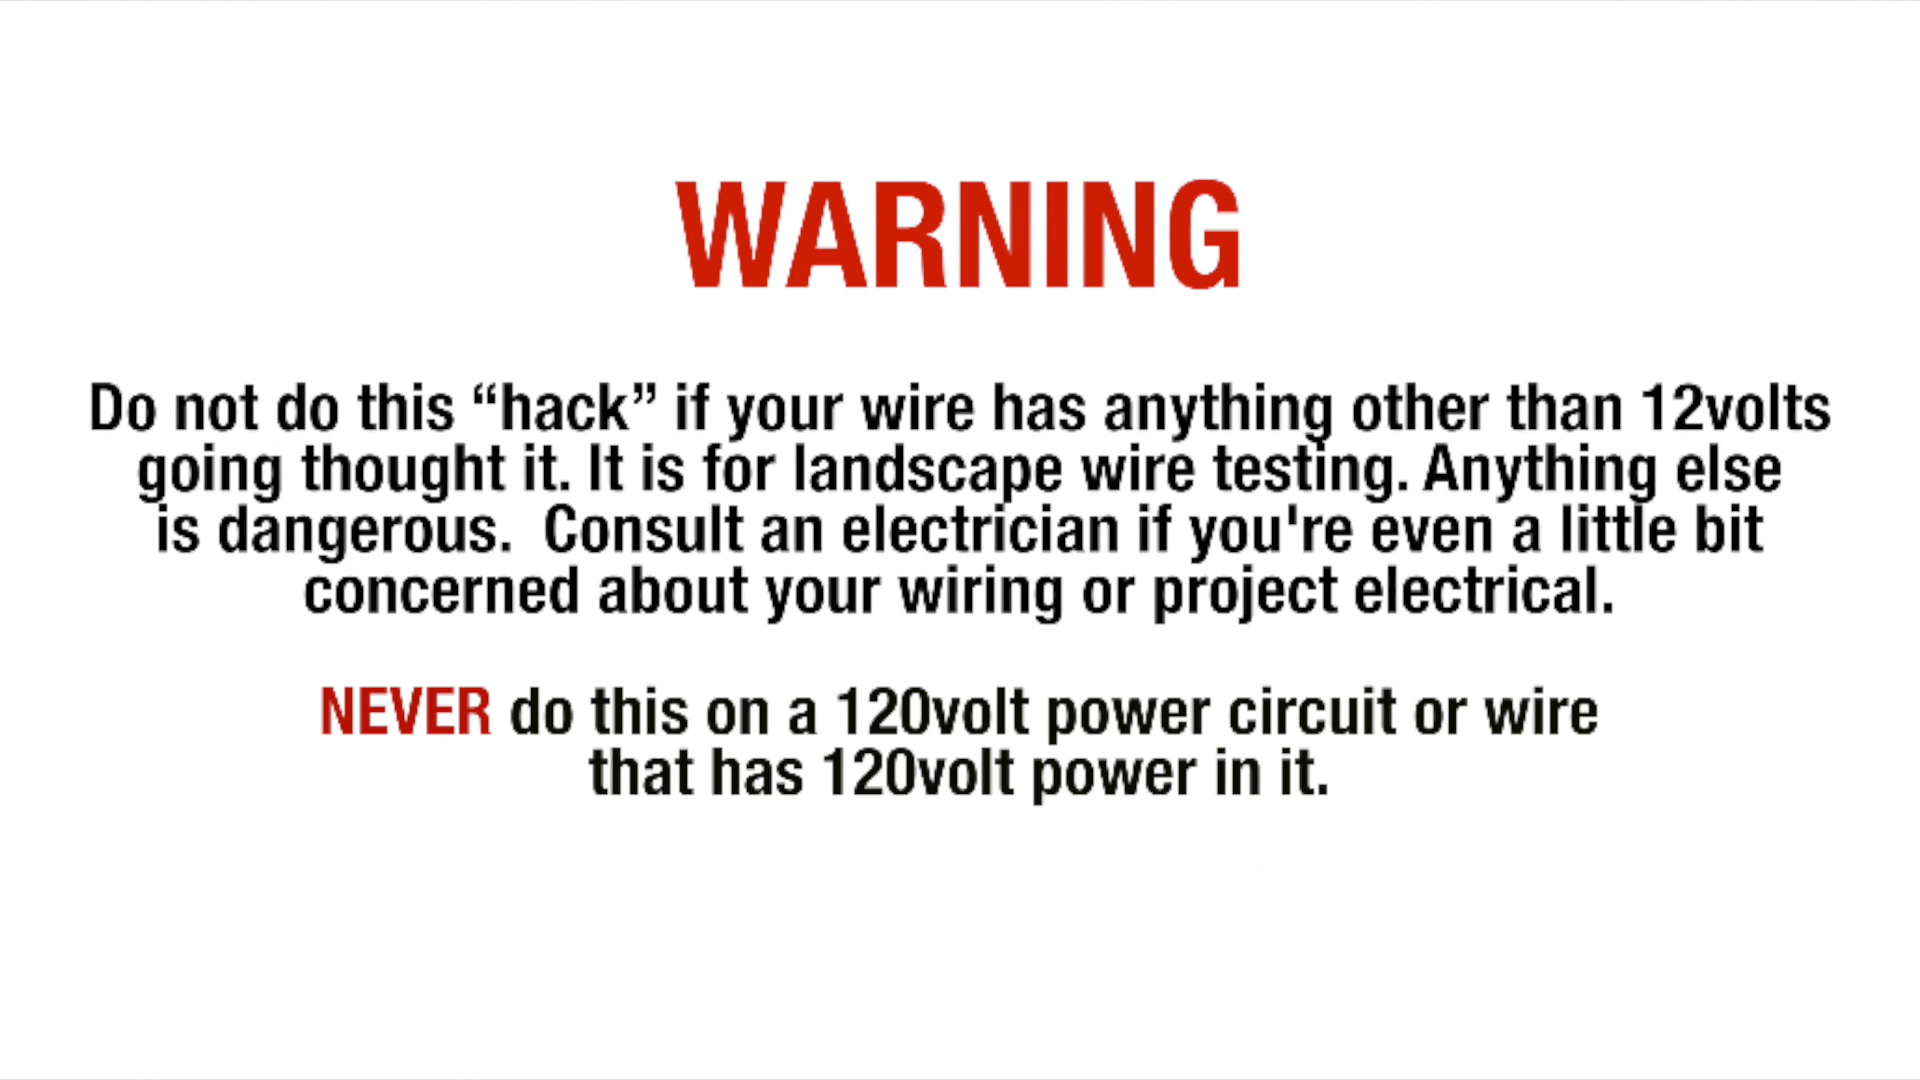 WARNING
Do not do this “hack” if your wire has anything other than 12volts
going thought it. It is for landscape wire testing. Anything else
is dangerous.  Consult an electrician if you're even a little bit
concerned about your wiring or project electrical.
NEVER do this on a 120volt power circuit or wire
that has 120volt power in it.